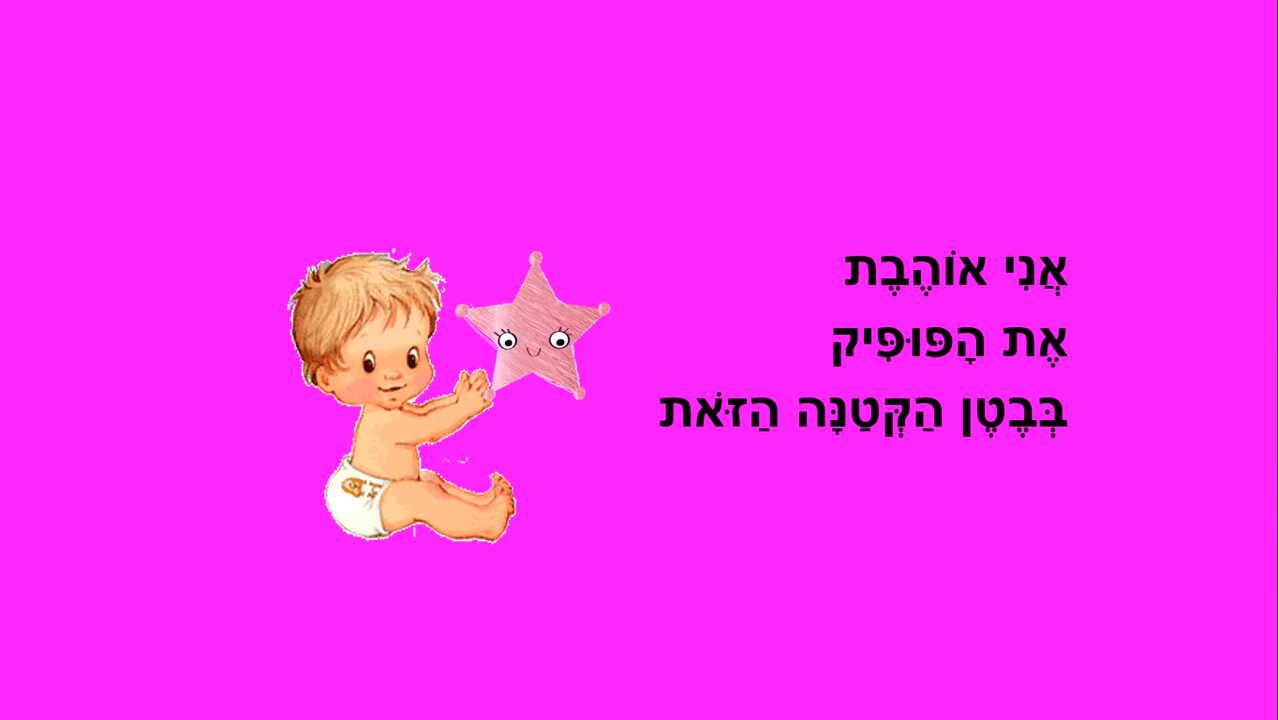 אֲנִי אוֹהֶבֶת
אֶת הָפּוּפִּיק
בְּבֶטֶן הַקְּטַנָּה הַזֹּאת